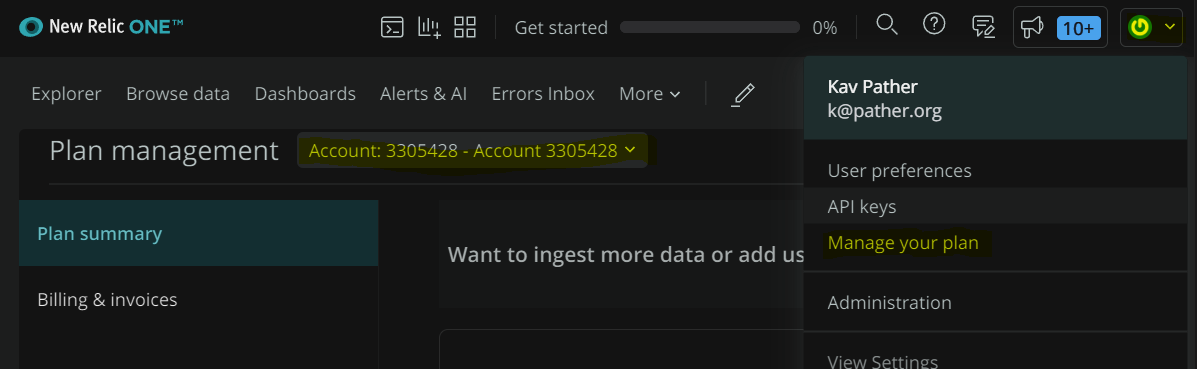 New Relic ONE™
Get started 0%
10+
Explorer Browse data Dashboards Alerts & AI Errors Inbox More
Plan management
Account: 3305428 - Account 3305428
Plan summary
Billing & invoices
Want to ingest more data or add us
Kav Pather
k@pather.org
User preferences
API keys
Manage your plan
Administration
View Settings